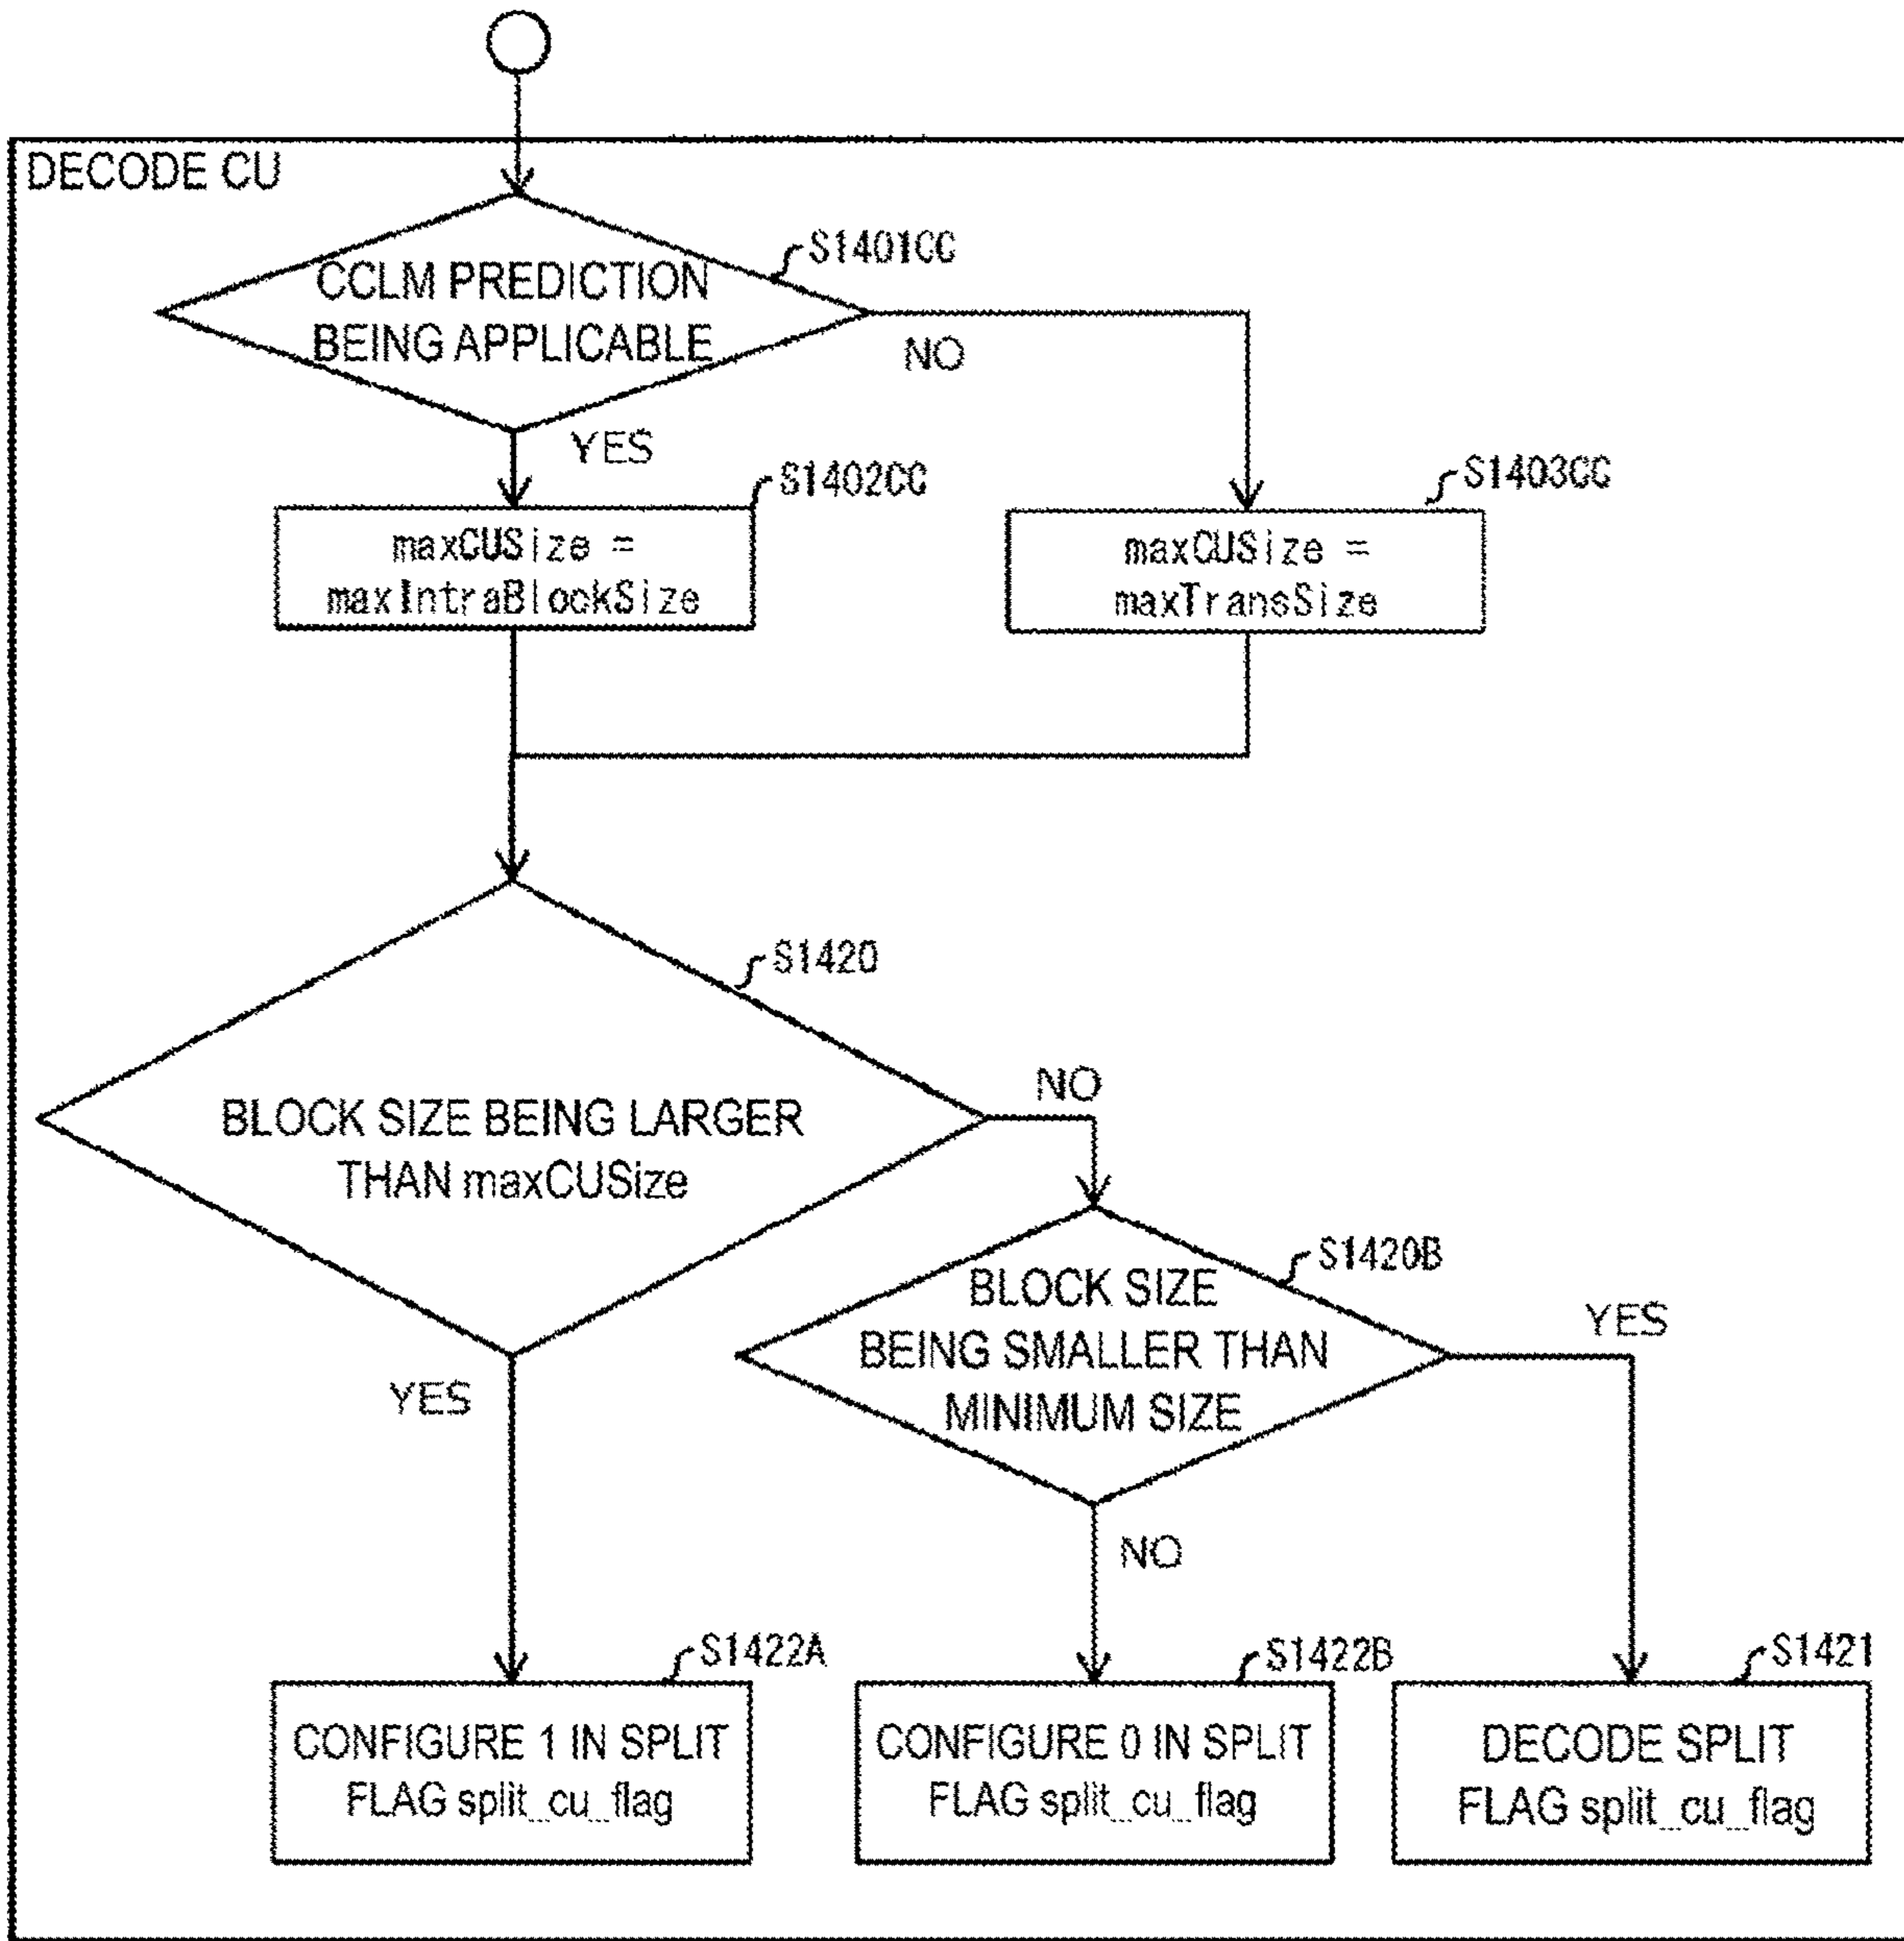 DECODE CU
S1401CC
CCLM PREDICTION
BEING APPLICABLE
NO
YES
S1402CC
S1403CC
maxCUSize =
maxIntraBlockSize
maxCUSize =
maxTransSize
S1420
NO
BLOCK SIZE BEING LARGER
THAN maxCUSize
S1420B
BLOCK SIZE
BEING SMALLER THAN
MINIMUM SIZE
YES
YES
NO
S1422A
S1422B
S1421
CONFIGURE 1 IN SPLIT
FLAG split_cu_flag
CONFIGURE 0 IN SPLIT
FLAG split_cu_flag
DECODE SPLIT
FLAG split_cu_flag